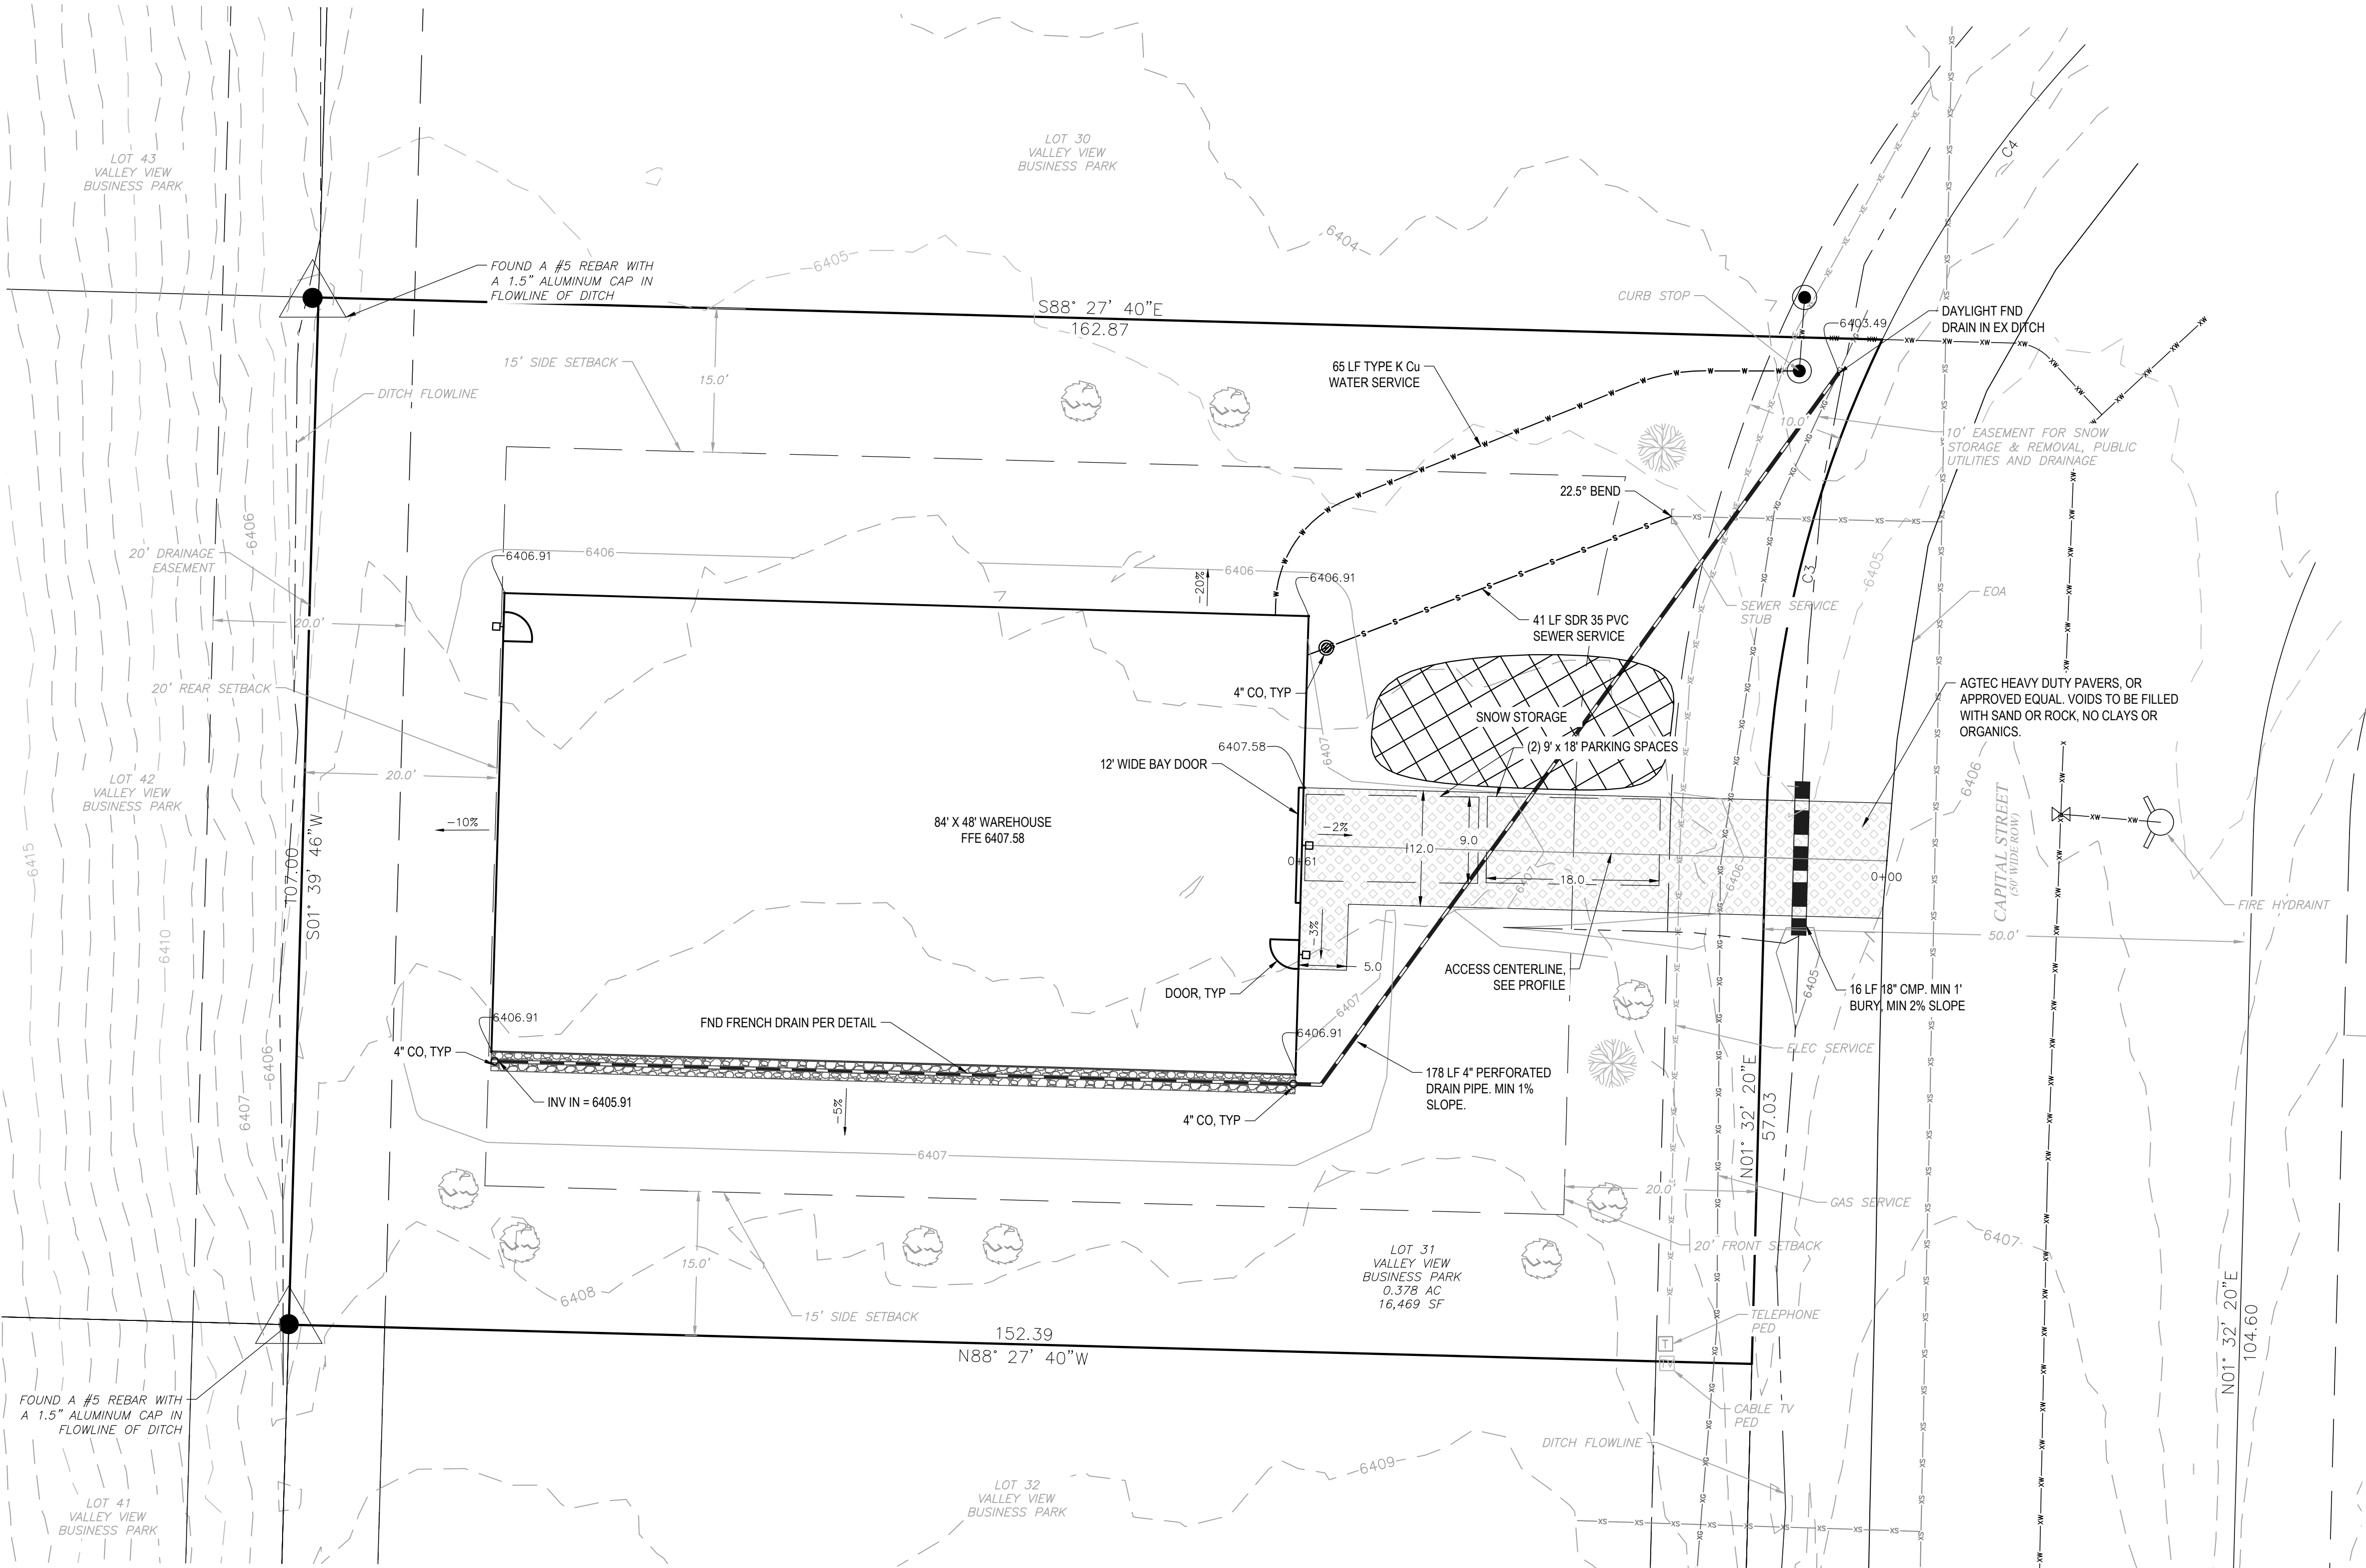 LOT 43
VALLEY VIEW
BUSINESS PARK
LOT 30
VALLEY VIEW
BUSINESS PARK
C4
6404
6405
FOUND A #5 REBAR WITH
A 1.5" ALUMINUM CAP IN
FLOWLINE OF DITCH
S88° 27' 40"E
162.87
CURB STOP
6403.49
DAYLIGHT FND
DRAIN IN EX DITCH
15' SIDE SETBACK
15.0'
DITCH FLOWLINE
65 LF TYPE K Cu
WATER SERVICE
10.0'
10' EASEMENT FOR SNOW
STORAGE & REMOVAL, PUBLIC
UTILITIES AND DRAINAGE
22.5° BEND
6406
20' DRAINAGE
EASEMENT
6406.91
6406
6406
-20%
6406.91
C3
6405
EOA
20.0'
SEWER SERVICE
STUB
41 LF SDR 35 PVC
SEWER SERVICE
20' REAR SETBACK
4" CO, TYP
AGTEC HEAVY DUTY PAVERS, OR
APPROVED EQUAL. VOIDS TO BE FILLED
WITH SAND OR ROCK, NO CLAYS OR
ORGANICS.
SNOW STORAGE
(2) 9' x 18' PARKING SPACES
6407.58
6407
12' WIDE BAY DOOR
20.0'
LOT 42
VALLEY VIEW
BUSINESS PARK
6406
CAPITAL STREET
(50' WIDE ROW)
-10%
84' X 48' WAREHOUSE
FFE 6407.58
-2%
12.0
9.0
0+61
18.0
6407
6406
0+00
6415
107.00
S01° 39' 46"W
FIRE HYDRAINT
6410
-3%
50.0'
5.0
ACCESS CENTERLINE,
SEE PROFILE
DOOR, TYP
6405
16 LF 18" CMP. MIN 1'
BURY, MIN 2% SLOPE
6407
6406.91
FND FRENCH DRAIN PER DETAIL
6406.91
4" CO, TYP
ELEC SERVICE
6406
6407
INV IN = 6405.91
-5%
4" CO, TYP
178 LF 4" PERFORATED
DRAIN PIPE. MIN 1%
SLOPE.
N01° 32' 20"E
57.03
6407
20.0'
GAS SERVICE
20' FRONT SETBACK
6407
15.0'
LOT 31
VALLEY VIEW
BUSINESS PARK
0.378 AC
16,469 SF
6408
15' SIDE SETBACK
TELEPHONE
PED
T
TV
152.39
N88° 27' 40"W
N01° 32' 20"E
104.60
FOUND A #5 REBAR WITH
A 1.5" ALUMINUM CAP IN
FLOWLINE OF DITCH
CABLE TV
PED
DITCH FLOWLINE
6409
LOT 32
VALLEY VIEW
BUSINESS PARK
LOT 41
VALLEY VIEW
BUSINESS PARK